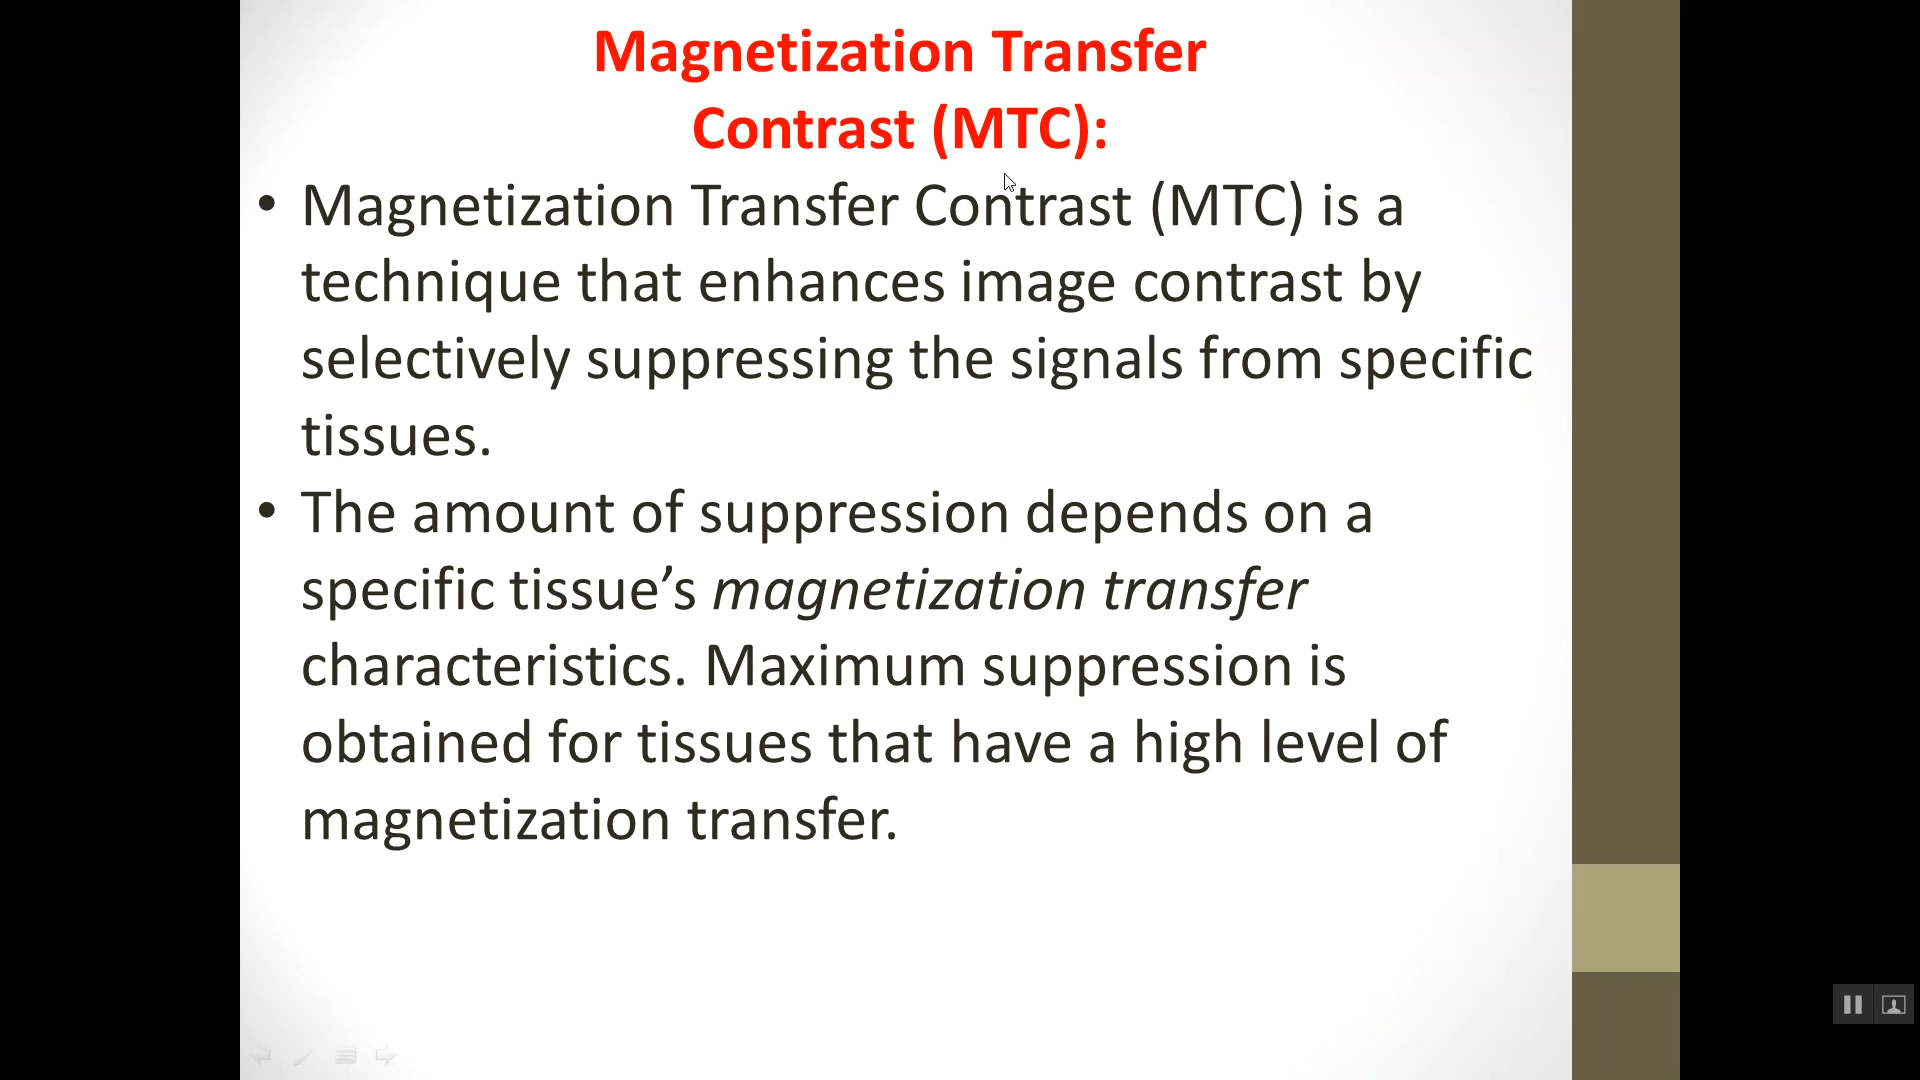 Magnetization Transfer
Contrast (MTC):
• Magnetization Transfer Contrast (MTC) is a
technique that enhances image contrast by
selectively suppressing the signals from specific
tissues.
• The amount of suppression depends on a
specific tissue’s magnetization transfer
characteristics. Maximum suppression is
obtained for tissues that have a high level of
magnetization transfer.